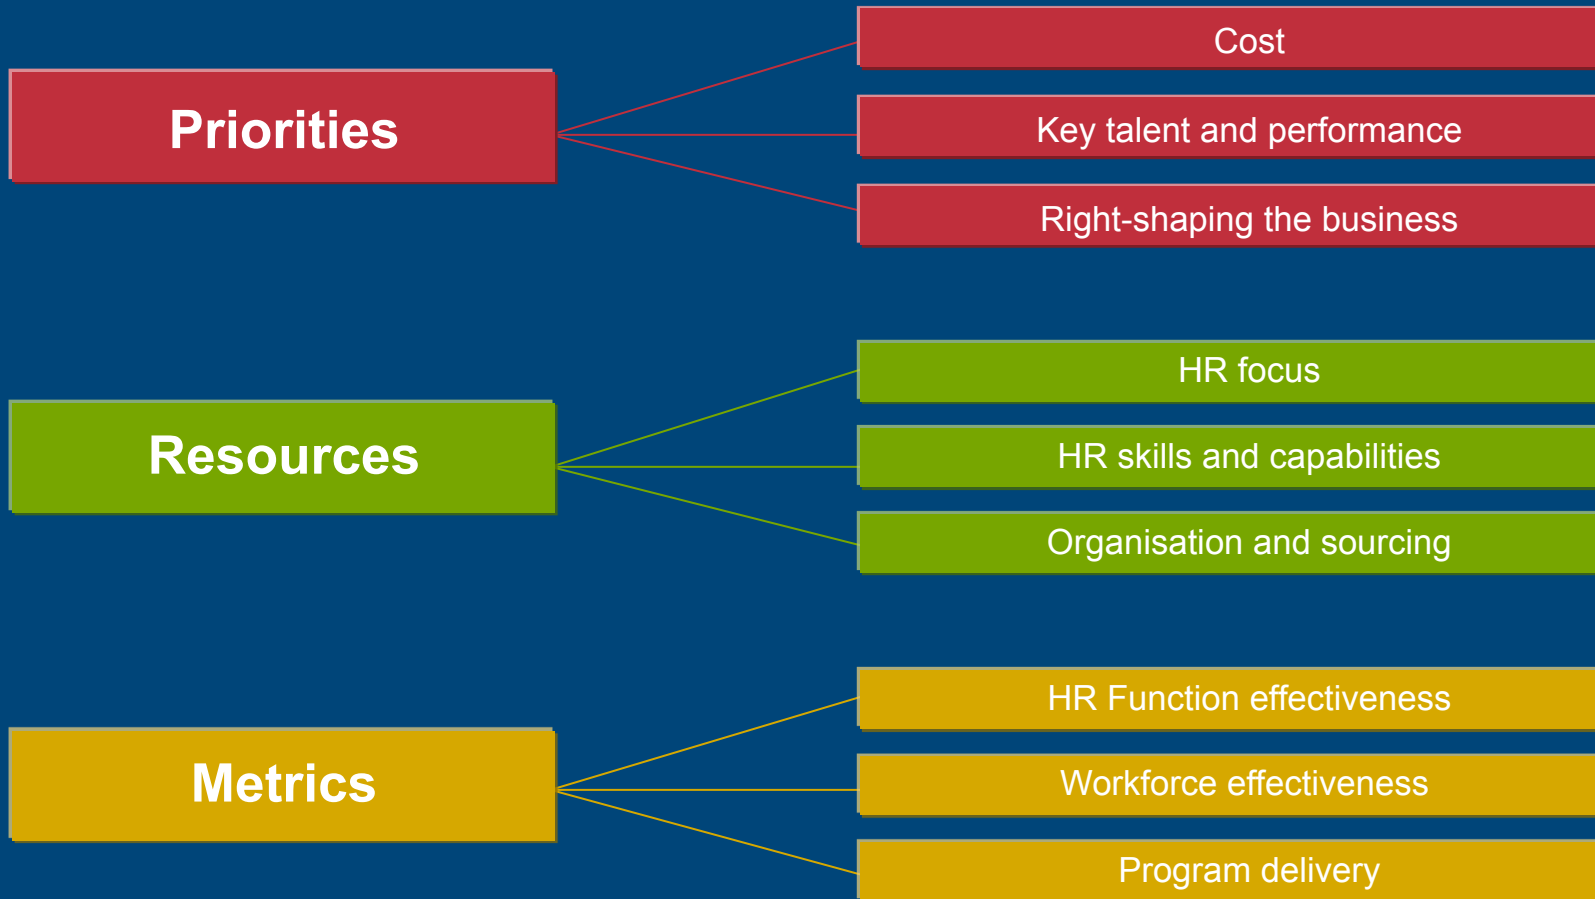 Priorities
Cost
Key talent and performance
Right-shaping the business
Resources
HR focus
HR skills and capabilities
Organisation and sourcing
Metrics
HR Function effectiveness
Workforce effectiveness
Program delivery